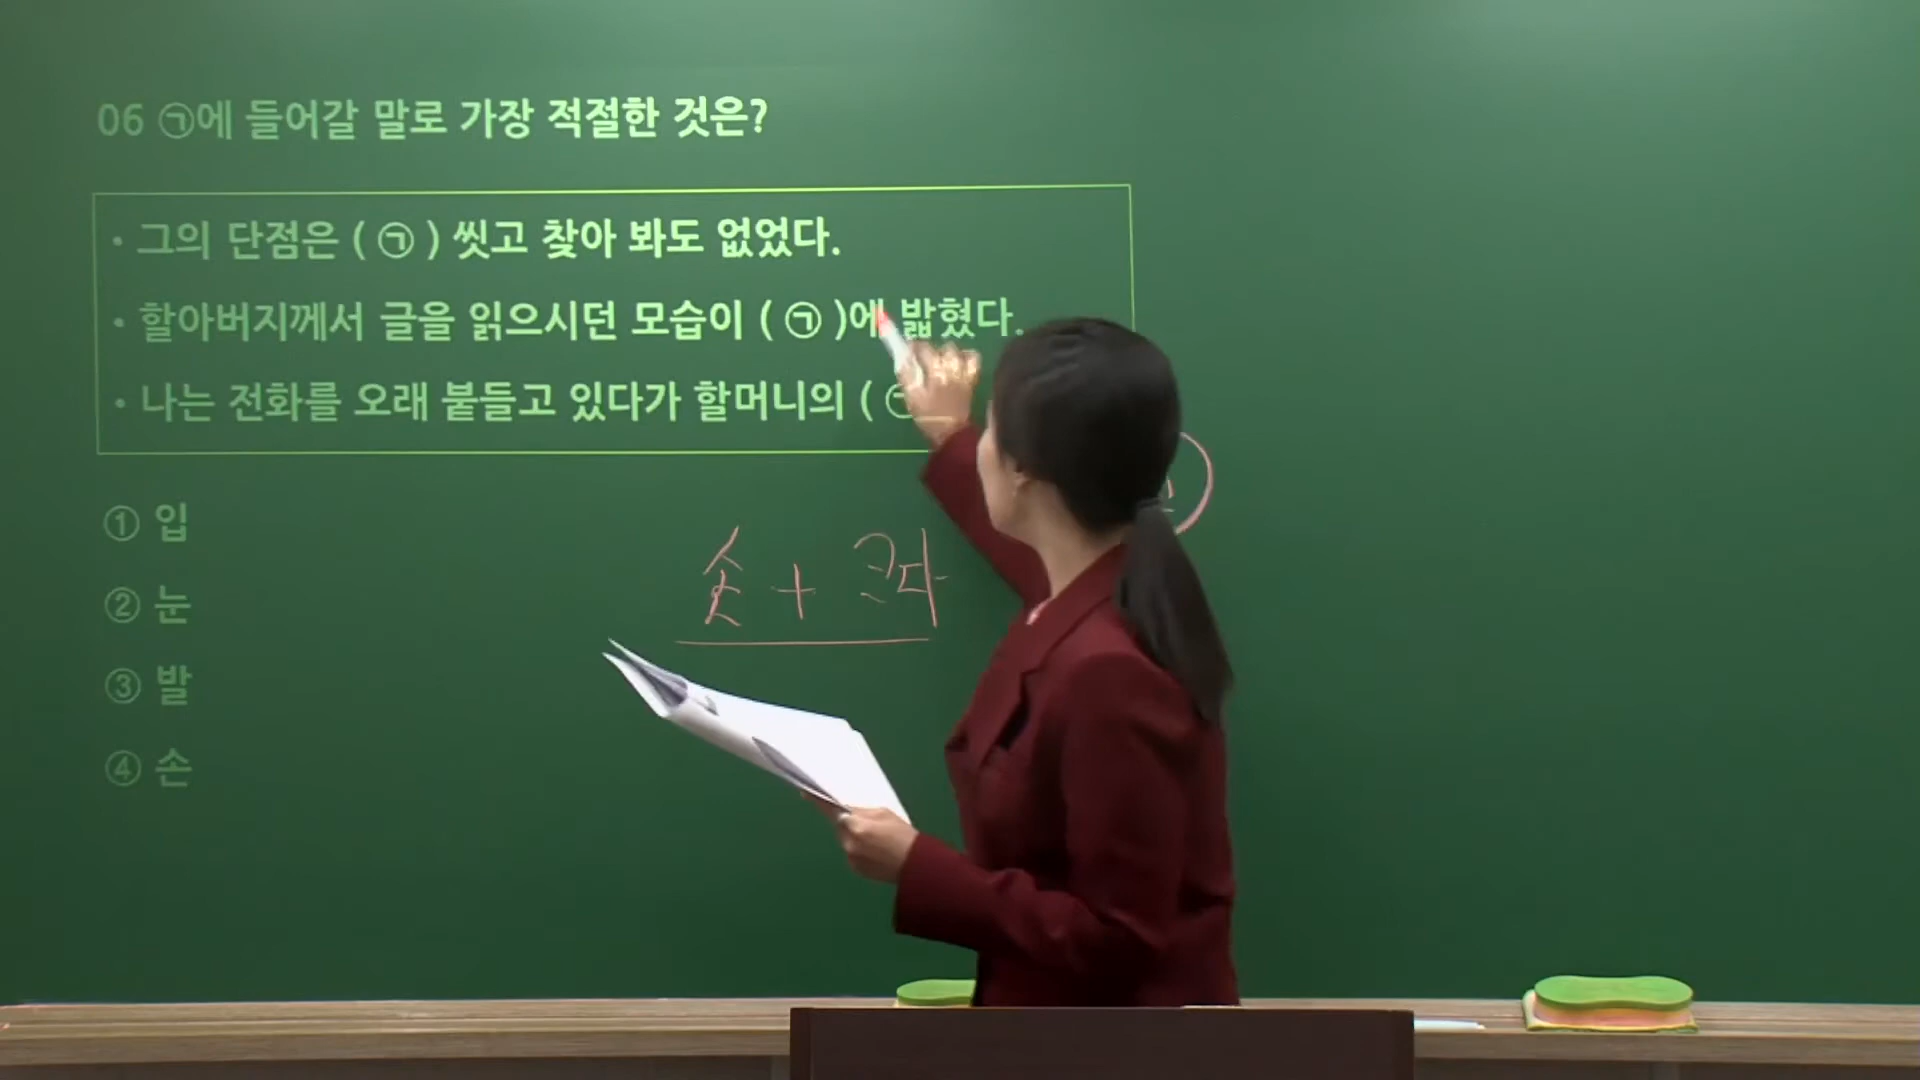 06 ㉠에 들어갈 말로 가장 적절한 것은?
• 그의 단점은 ( ㉠ ) 씻고 찾아 봐도 없었다.
• 할아버지께서 글을 읽으시던 모습이 ( ㉠ )에 밟혔다.
• 나는 전화를 오래 붙들고 있다가 할머니의 ( ㉠
① 입
② 눈
③ 발
④ 손
손 + 크다